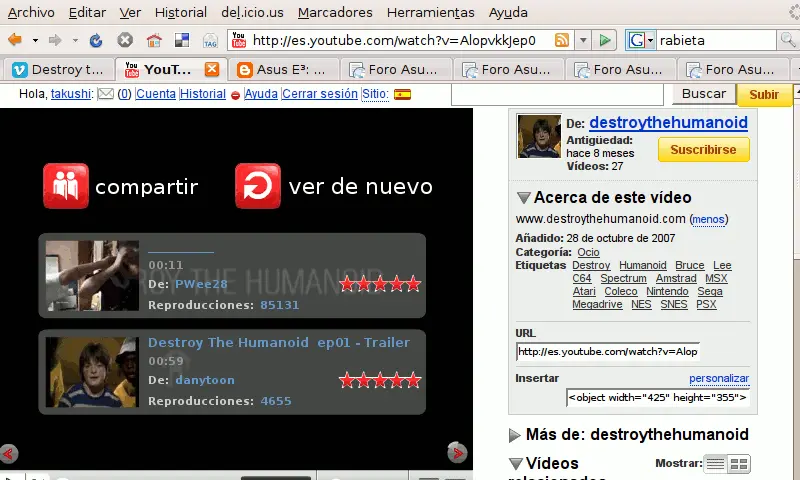 Archivo Editar Ver Historial del.icio.us Marcadores Herramientas Ayuda
TAG http://es.youtube.com/watch?v=AlopvkkJep0 G rabieta
Destroy t... YouT... Asus E³: ... Foro Asu... Foro Asu... Foro Asu... Foro Asu...
Hola, takushi: (0) Cuenta Historial Ayuda Cerrar sesión Sitio: Buscar Subir
compartir ver de nuevo
00:11
De: PWee28
Reproducciones: 85131
THE HUMANOID
Destroy The Humanoid ep01 - Trailer
00:59
De: danytoon
Reproducciones: 4655
De: destroythehumanoid
Antigüedad:
hace 8 meses
Vídeos: 27
Suscribirse
Acerca de este vídeo
www.destroythehumanoid.com (menos)
Añadido: 28 de octubre de 2007
Categoría: Ocio
Etiquetas Destroy Humanoid Bruce Lee
C64 Spectrum Amstrad MSX
Atari Coleco Nintendo Sega
Megadrive NES SNES PSX
URL
http://es.youtube.com/watch?v=Alop
Insertar personalizar
<object width="425" height="355">
Más de: destroythehumanoid
Vídeos Mostrar:
relacionados